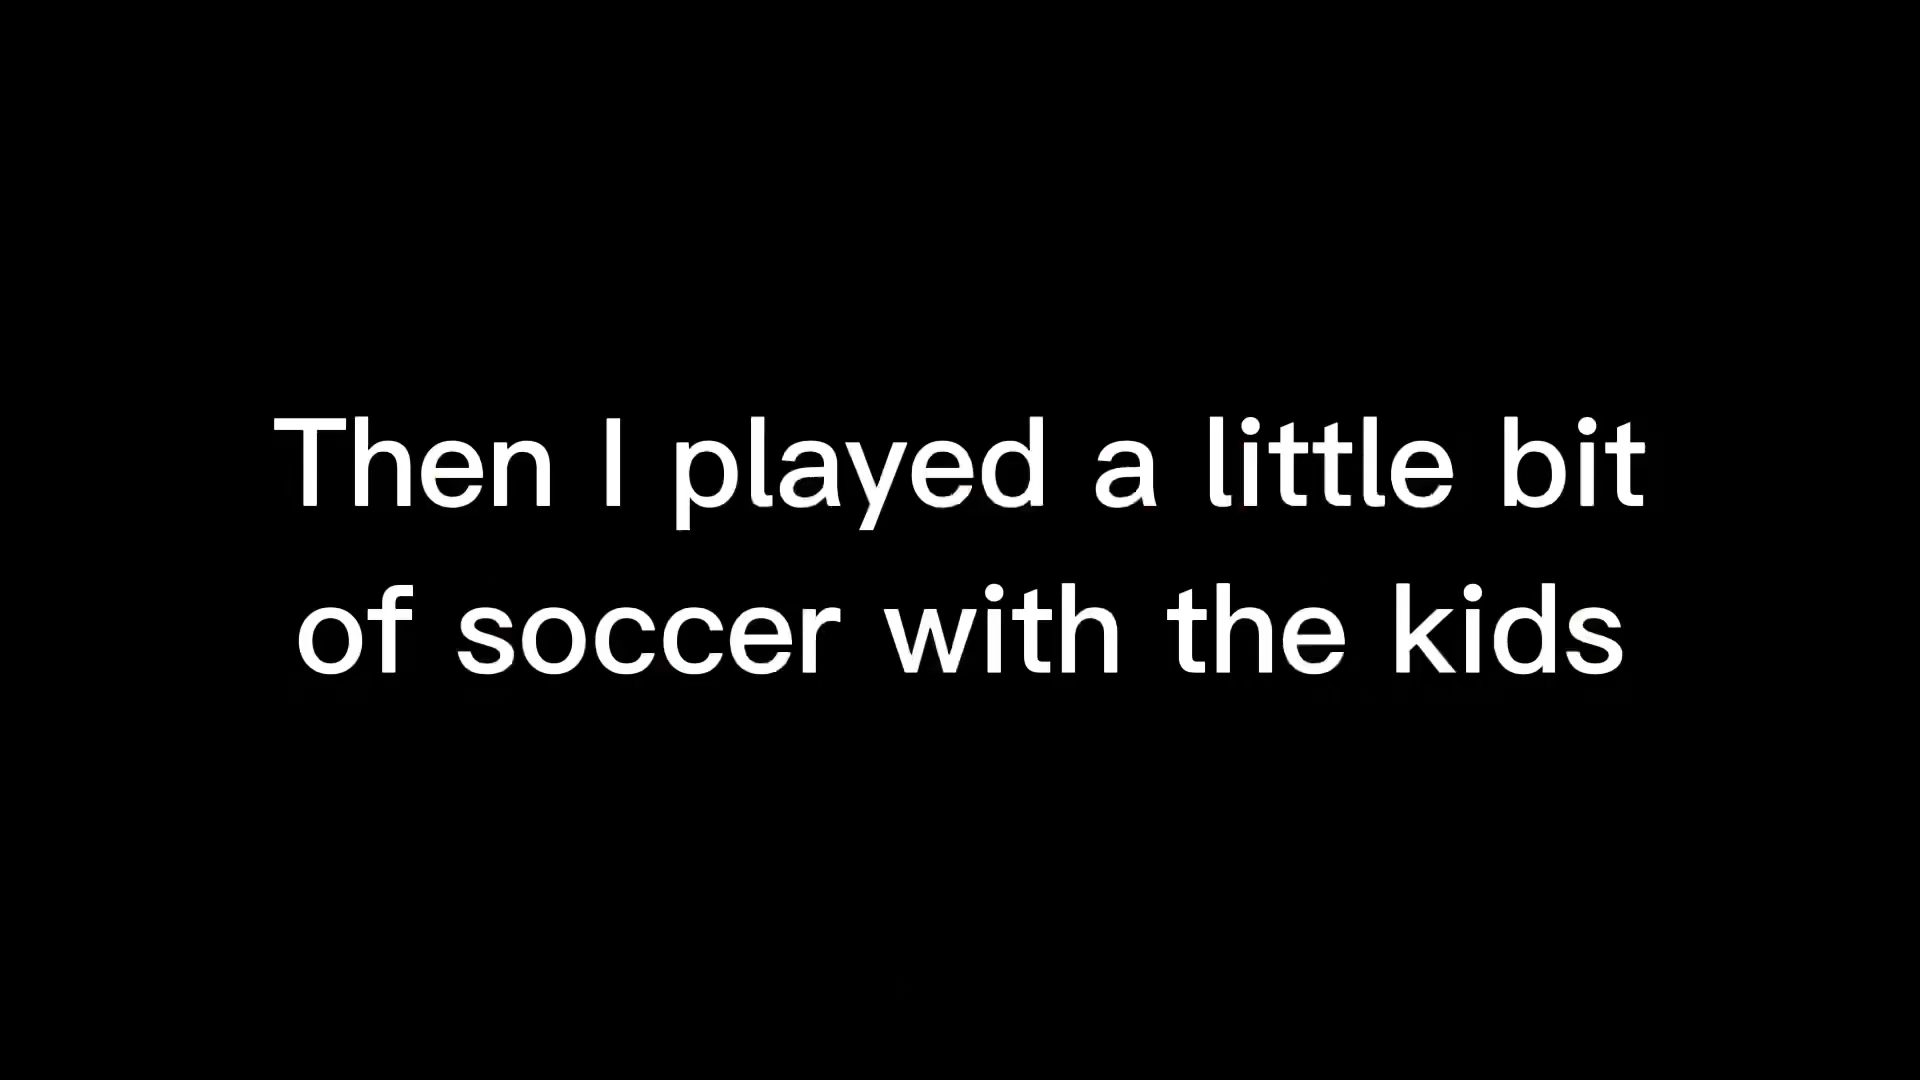 Then I played a little bit
of soccer with the kids